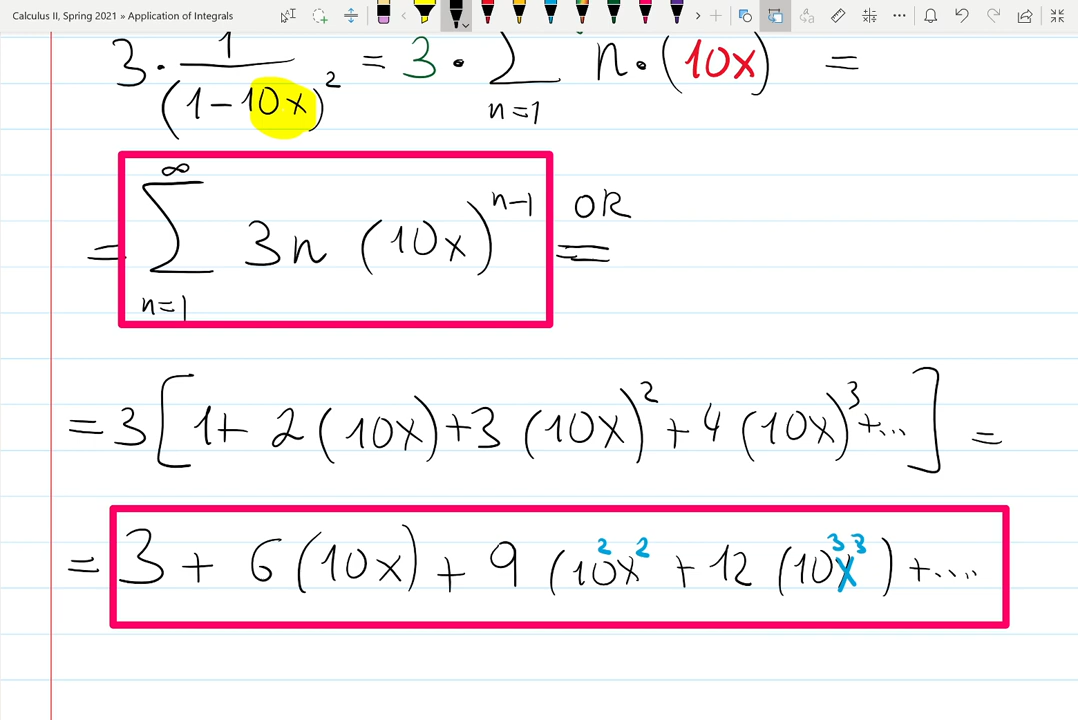 Calculus II, Spring 2021 » Application of Integrals
3 · 1/(1-10x)² = 3 · ∑ n=1 n·(10x) =
= ∑ n=1 ∞ 3n (10x)ⁿ⁻¹ OR =
= 3 [1+ 2(10x)+3(10x)²+4(10x)³+...] =
= 3 + 6(10x) + 9(10²x² + 12(10³x³) +....